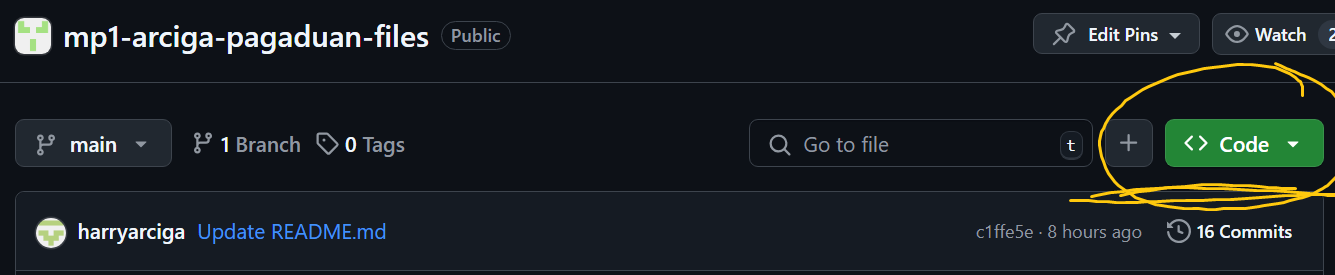 mp1-arciga-pagaduan-files Public Edit Pins Watch 2
main 1 Branch 0 Tags Go to file t + <> Code
harryarciga Update README.md c1ffe5e · 8 hours ago 16 Commits